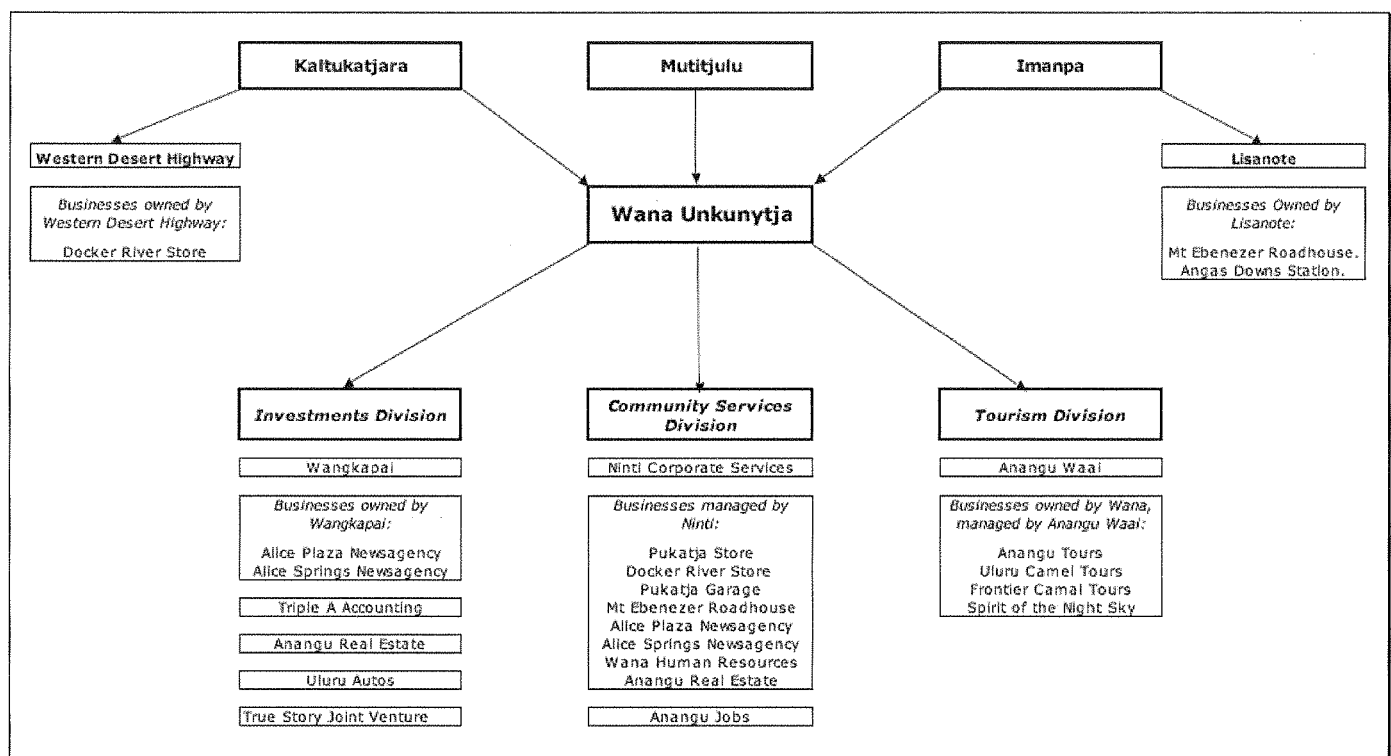 Kaltukatjara
Mutitjulu
Imanpa
Western Desert Highway
Businesses owned by
Western Desert Highway:
Docker River Store
Wana Unkunytja
Lisanote
Businesses Owned by
Lisanote:
Mt Ebenezer Roadhouse.
Angas Downs Station.
Investments Division
Wangkapai
Businesses owned by
Wangkapai:
Alice Plaza Newsagency
Alice Springs Newsagency
Triple A Accounting
Anangu Real Estate
Uluru Autos
True Story Joint Venture
Community Services
Division
Ninti Corporate Services
Businesses managed by
Ninti:
Pukatja Store
Docker River Store
Pukatja Garage
Mt Ebenezer Roadhouse
Alice Plaza Newsagency
Alice Springs Newsagency
Wana Human Resources
Anangu Real Estate
Anangu Jobs
Tourism Division
Anangu Waai
Businesses owned by Wana,
managed by Anangu Waai:
Anangu Tours
Uluru Camel Tours
Frontier Camal Tours
Spirit of the Night Sky